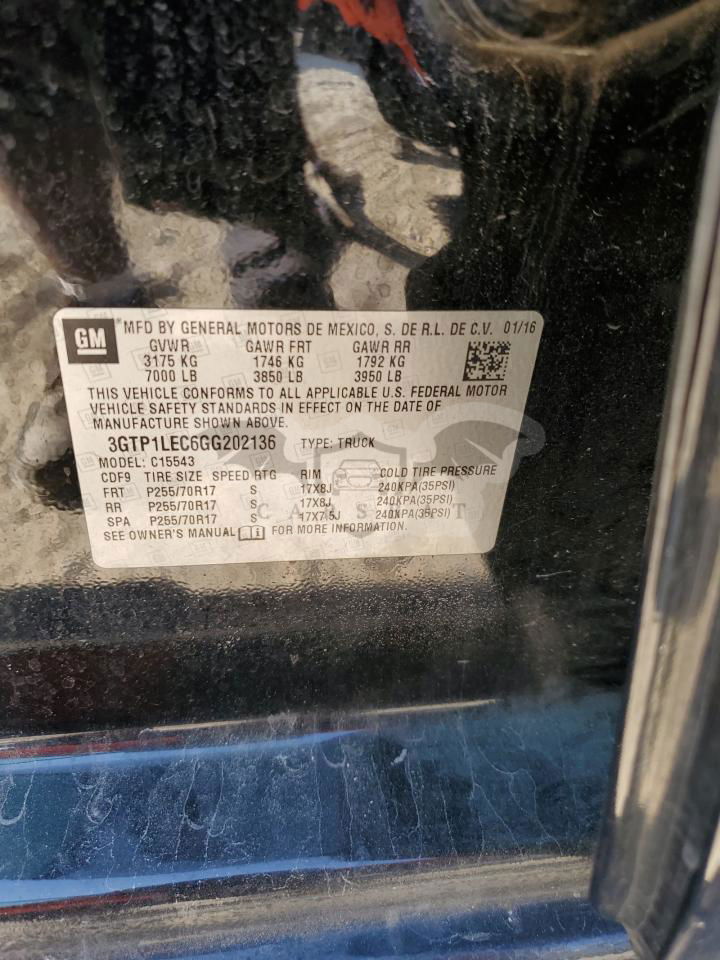 GM MFD BY GENERAL MOTORS DE MEXICO, S. DE R.L. DE C.V. 01/16
GVWR GAWR FRT GAWR RR
3175 KG 1746 KG 1792 KG
7000 LB 3850 LB 3950 LB
THIS VEHICLE CONFORMS TO ALL APPLICABLE U.S. FEDERAL MOTOR
VEHICLE SAFETY STANDARDS IN EFFECT ON THE DATE OF
MANUFACTURE SHOWN ABOVE.
3GTP1LEC6GG202136 TYPE: TRUCK
MODEL: C15543
CDF9 TIRE SIZE SPEED RTG RIM COLD TIRE PRESSURE
FRT P255/70R17 S 17X8J 240KPA(35PSI)
RR P255/70R17 S 17X8J 240KPA(35PSI)
SPA P255/70R17 S 17X7.5J 240KPA(35PSI)
SEE OWNER'S MANUAL FOR MORE INFORMATION.